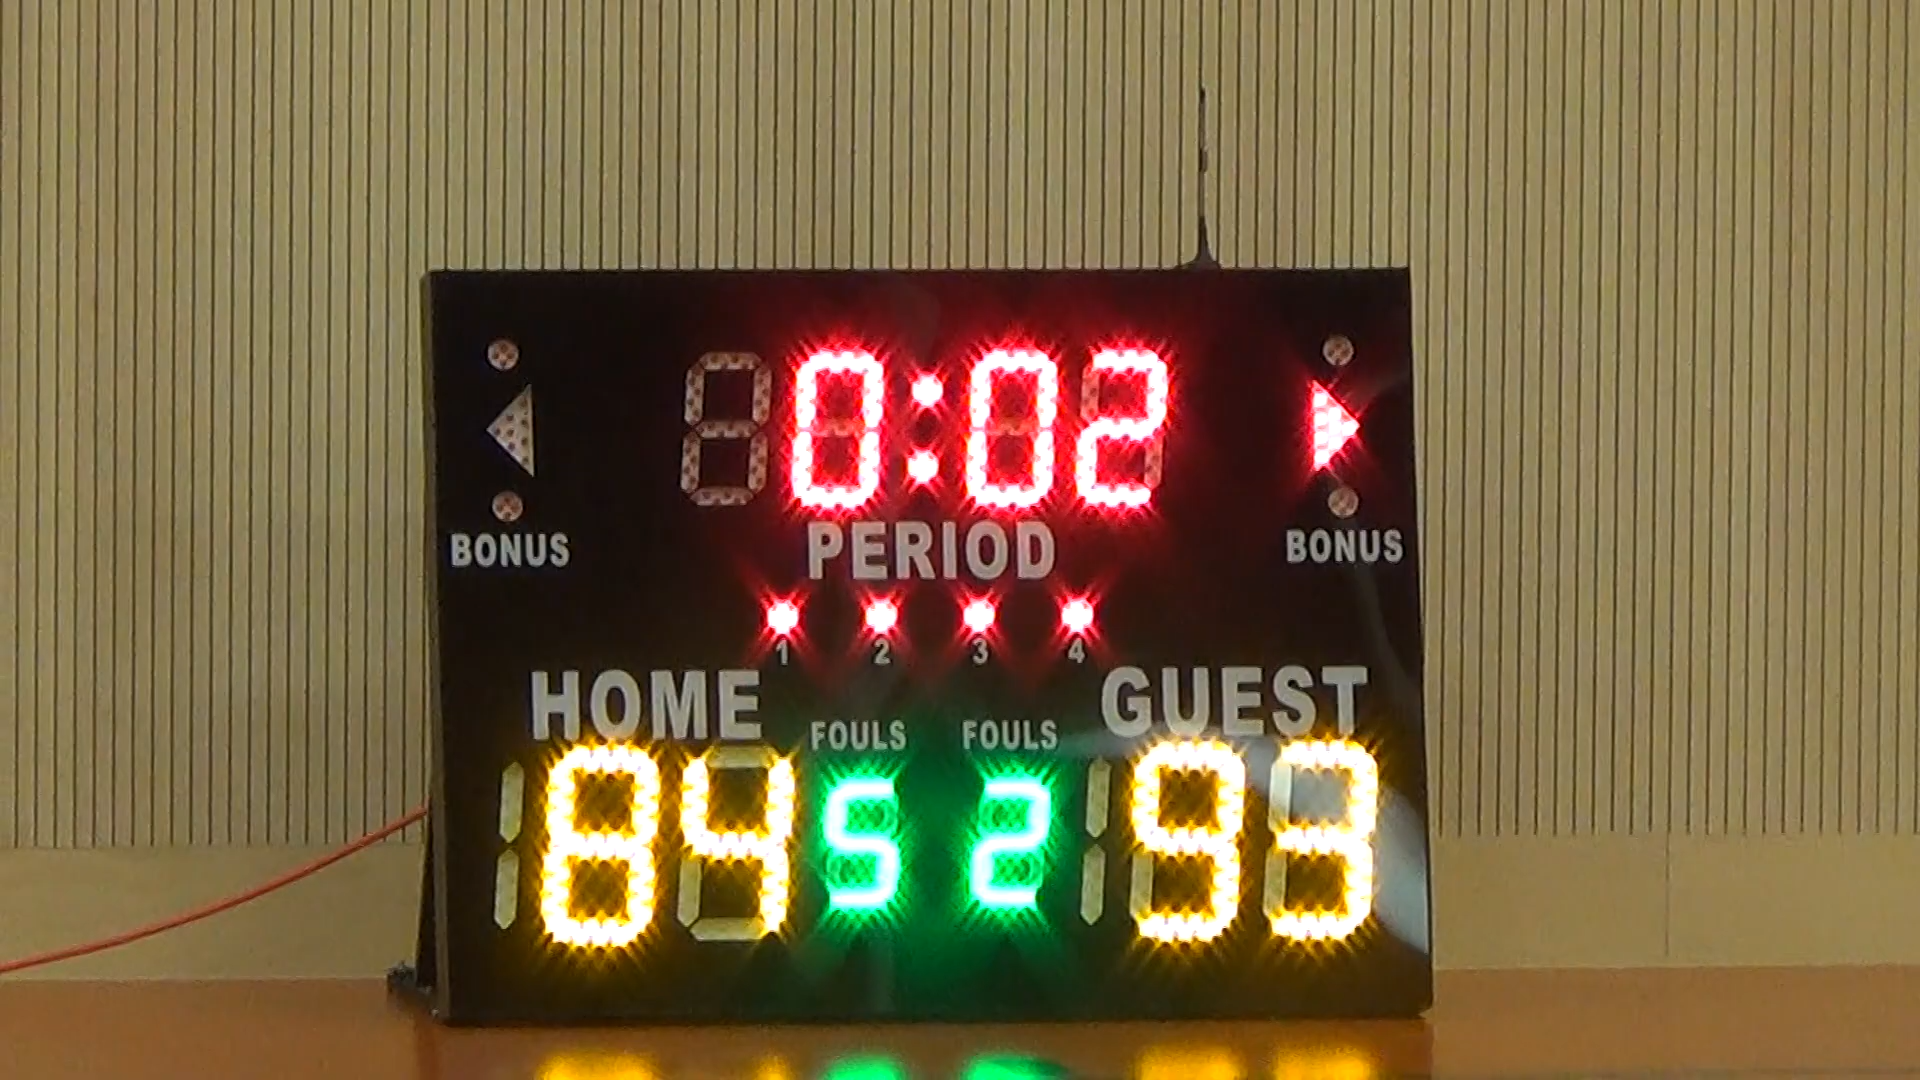 0:02
BONUS PERIOD BONUS
1 2 3 4
HOME GUEST
FOULS FOULS
84 5 2 93